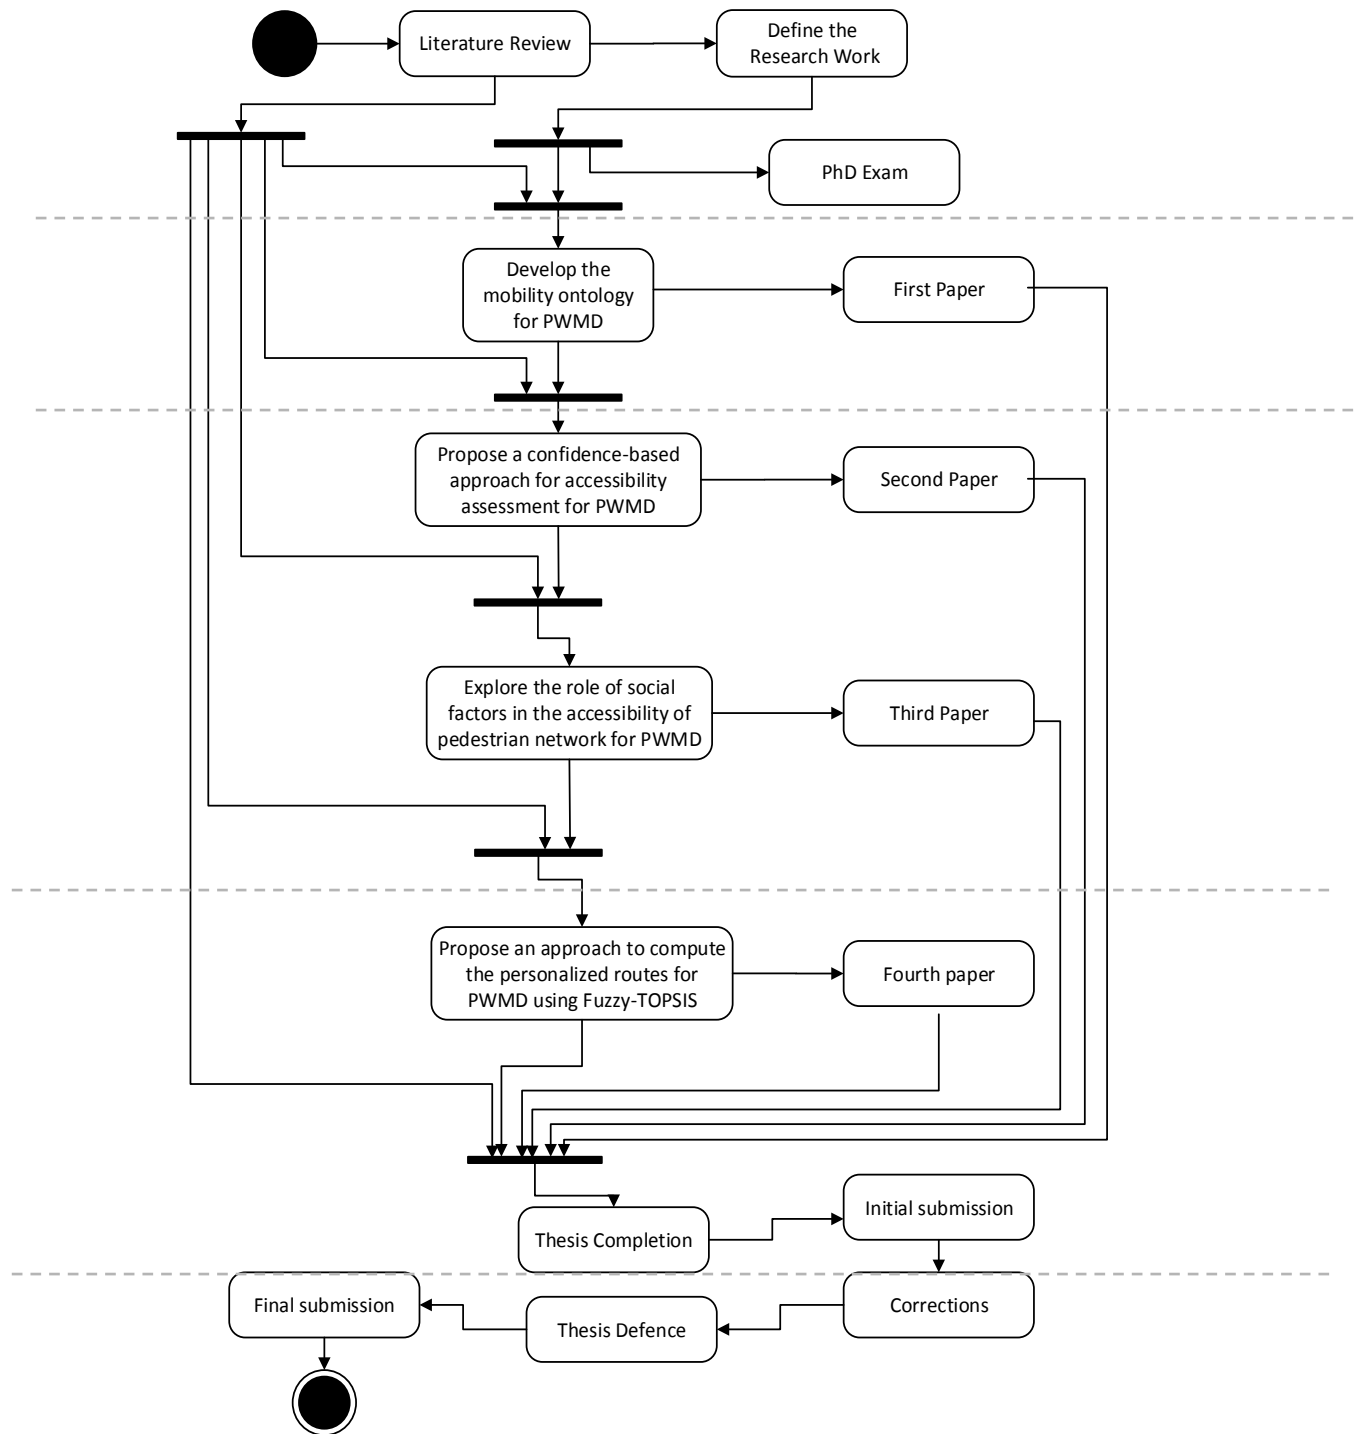 Literature Review
Define the
Research Work
PhD Exam
Develop the
mobility ontology
for PWMD
First Paper
Propose a confidence-based
approach for accessibility
assessment for PWMD
Second Paper
Explore the role of social
factors in the accessibility of
pedestrian network for PWMD
Third Paper
Propose an approach to compute
the personalized routes for
PWMD using Fuzzy-TOPSIS
Fourth paper
Initial submission
Thesis Completion
Final submission
Corrections
Thesis Defence